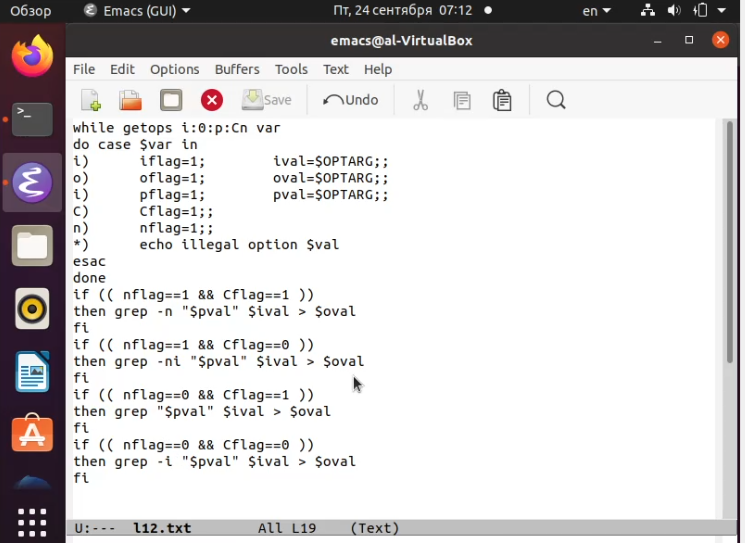 Обзор Emacs (GUI) Пт, 24 сентября 07:12 en
emacs@al-VirtualBox
File Edit Options Buffers Tools Text Help
Save Undo
while getops i:0:p:Cn var
do case $var in
i) iflag=1; ival=$OPTARG;;
o) oflag=1; oval=$OPTARG;;
i) pflag=1; pval=$OPTARG;;
C) Cflag=1;;
n) nflag=1;;
*) echo illegal option $val
esac
done
if (( nflag==1 && Cflag==1 ))
then grep -n "$pval" $ival > $oval
fi
if (( nflag==1 && Cflag==0 ))
then grep -ni "$pval" $ival > $oval
fi
if (( nflag==0 && Cflag==1 ))
then grep "$pval" $ival > $oval
fi
if (( nflag==0 && Cflag==0 ))
then grep -i "$pval" $ival > $oval
fi
U:--- l12.txt All L19 (Text)